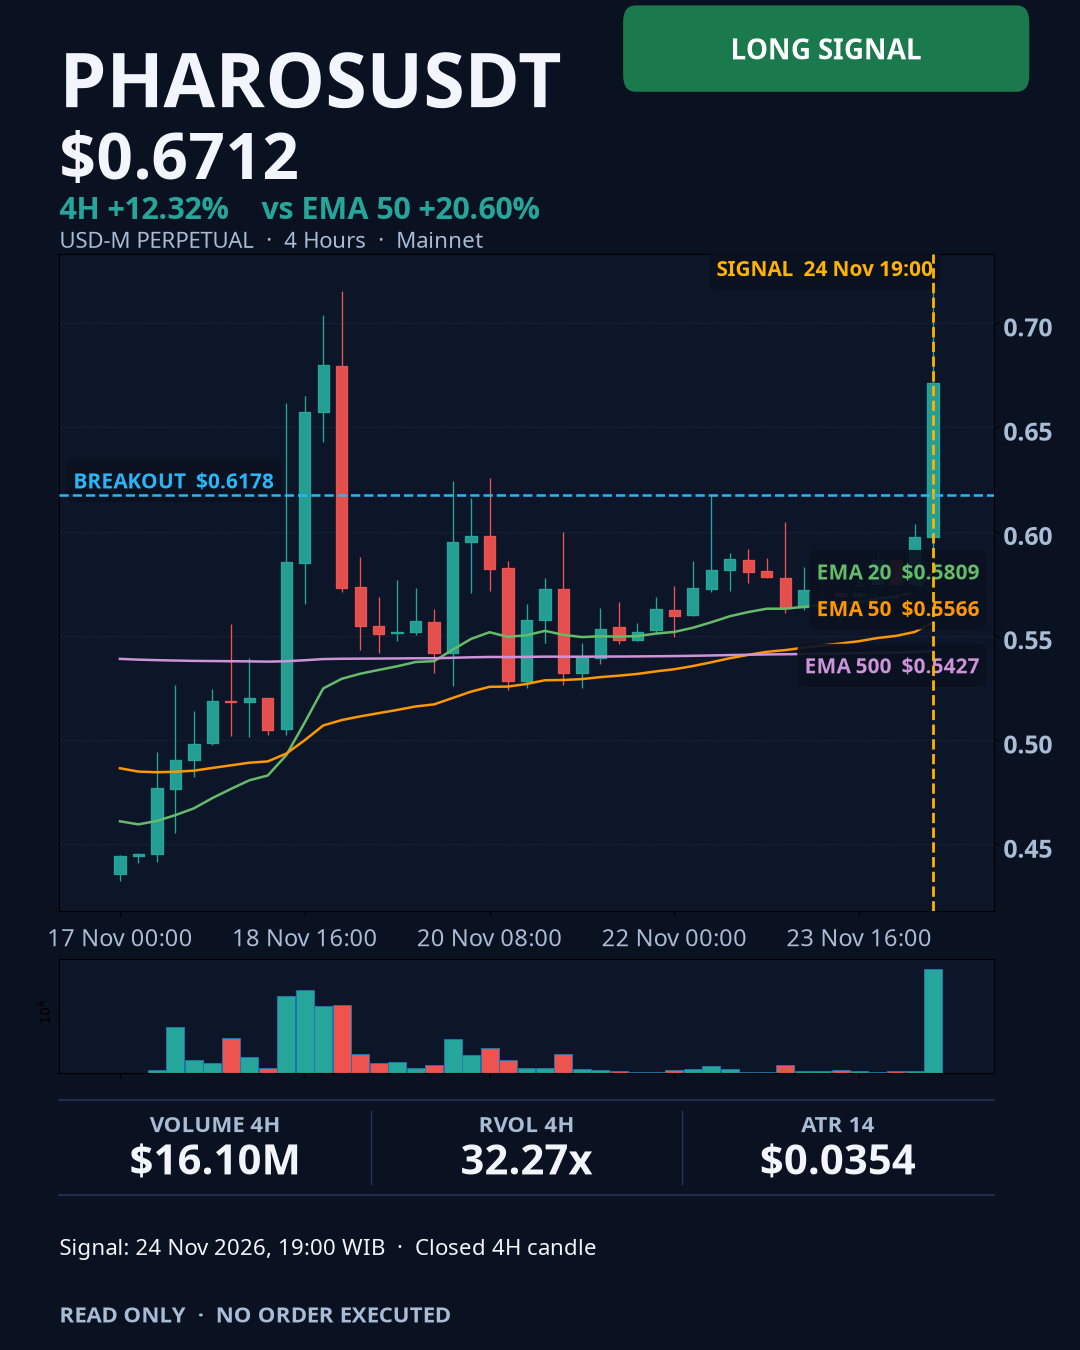 LONG SIGNAL
PHAROSUSDT
$0.6712
4H +12.32% vs EMA 50 +20.60%
USD-M PERPETUAL · 4 Hours · Mainnet
SIGNAL 24 Nov 19:00
0.70
0.65
BREAKOUT $0.6178
0.60
EMA 20 $0.5809
EMA 50 $0.5566
0.55
EMA 500 $0.5427
0.50
0.45
17 Nov 00:00 18 Nov 16:00 20 Nov 08:00 22 Nov 00:00 23 Nov 16:00
10⁶
VOLUME 4H RVOL 4H ATR 14
$16.10M 32.27x $0.0354
Signal: 24 Nov 2026, 19:00 WIB · Closed 4H candle
READ ONLY · NO ORDER EXECUTED